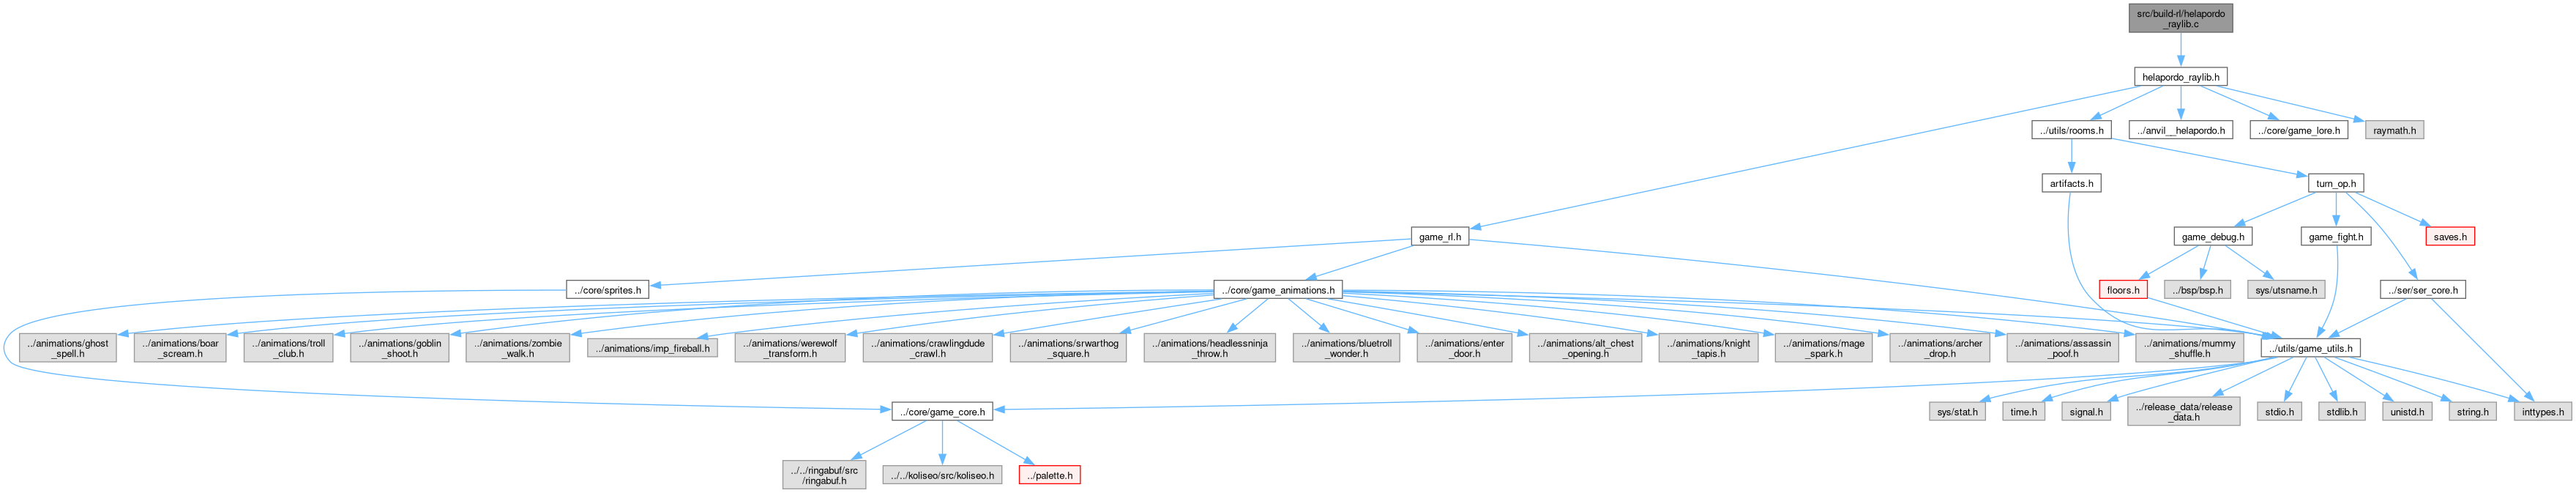 src/build-rl/helapordo
_raylib.c
helapordo_raylib.h
../utils/rooms.h
../anvil__helapordo.h
../core/game_lore.h
raymath.h
artifacts.h
turn_op.h
game_rl.h
game_debug.h
game_fight.h
saves.h
../core/sprites.h
../core/game_animations.h
floors.h
../bsp/bsp.h
sys/utsname.h
../ser/ser_core.h
../animations/ghost
_spell.h
../animations/boar
_scream.h
../animations/troll
_club.h
../animations/goblin
_shoot.h
../animations/zombie
_walk.h
../animations/imp_fireball.h
../animations/werewolf
_transform.h
../animations/crawlingdude
_crawl.h
../animations/srwarthog
_square.h
../animations/headlessninja
_throw.h
../animations/bluetroll
_wonder.h
../animations/enter
_door.h
../animations/alt_chest
_opening.h
../animations/knight
_tapis.h
../animations/mage
_spark.h
../animations/archer
_drop.h
../animations/assassin
_poof.h
../animations/mummy
_shuffle.h
../utils/game_utils.h
../core/game_core.h
sys/stat.h
time.h
signal.h
../release_data/release
_data.h
stdio.h
stdlib.h
unistd.h
string.h
inttypes.h
../../ringabuf/src
/ringabuf.h
../../koliseo/src/koliseo.h
../palette.h